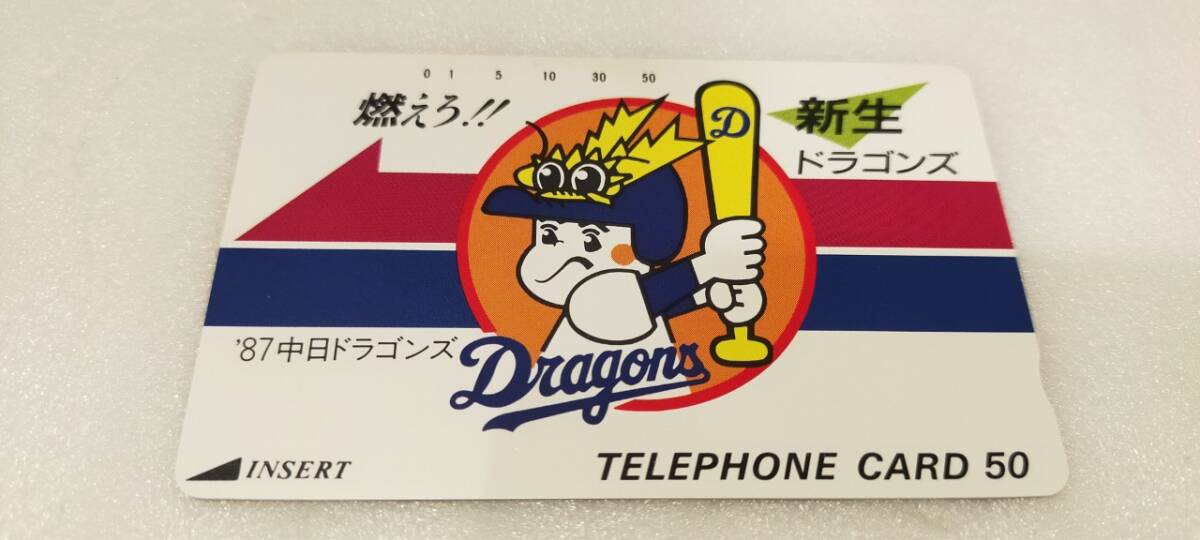 0 1 5 10 30 50
燃えろ!!
D
新生
ドラゴンズ
'87中日ドラゴンズ
Dragons
INSERT
TELEPHONE CARD 50